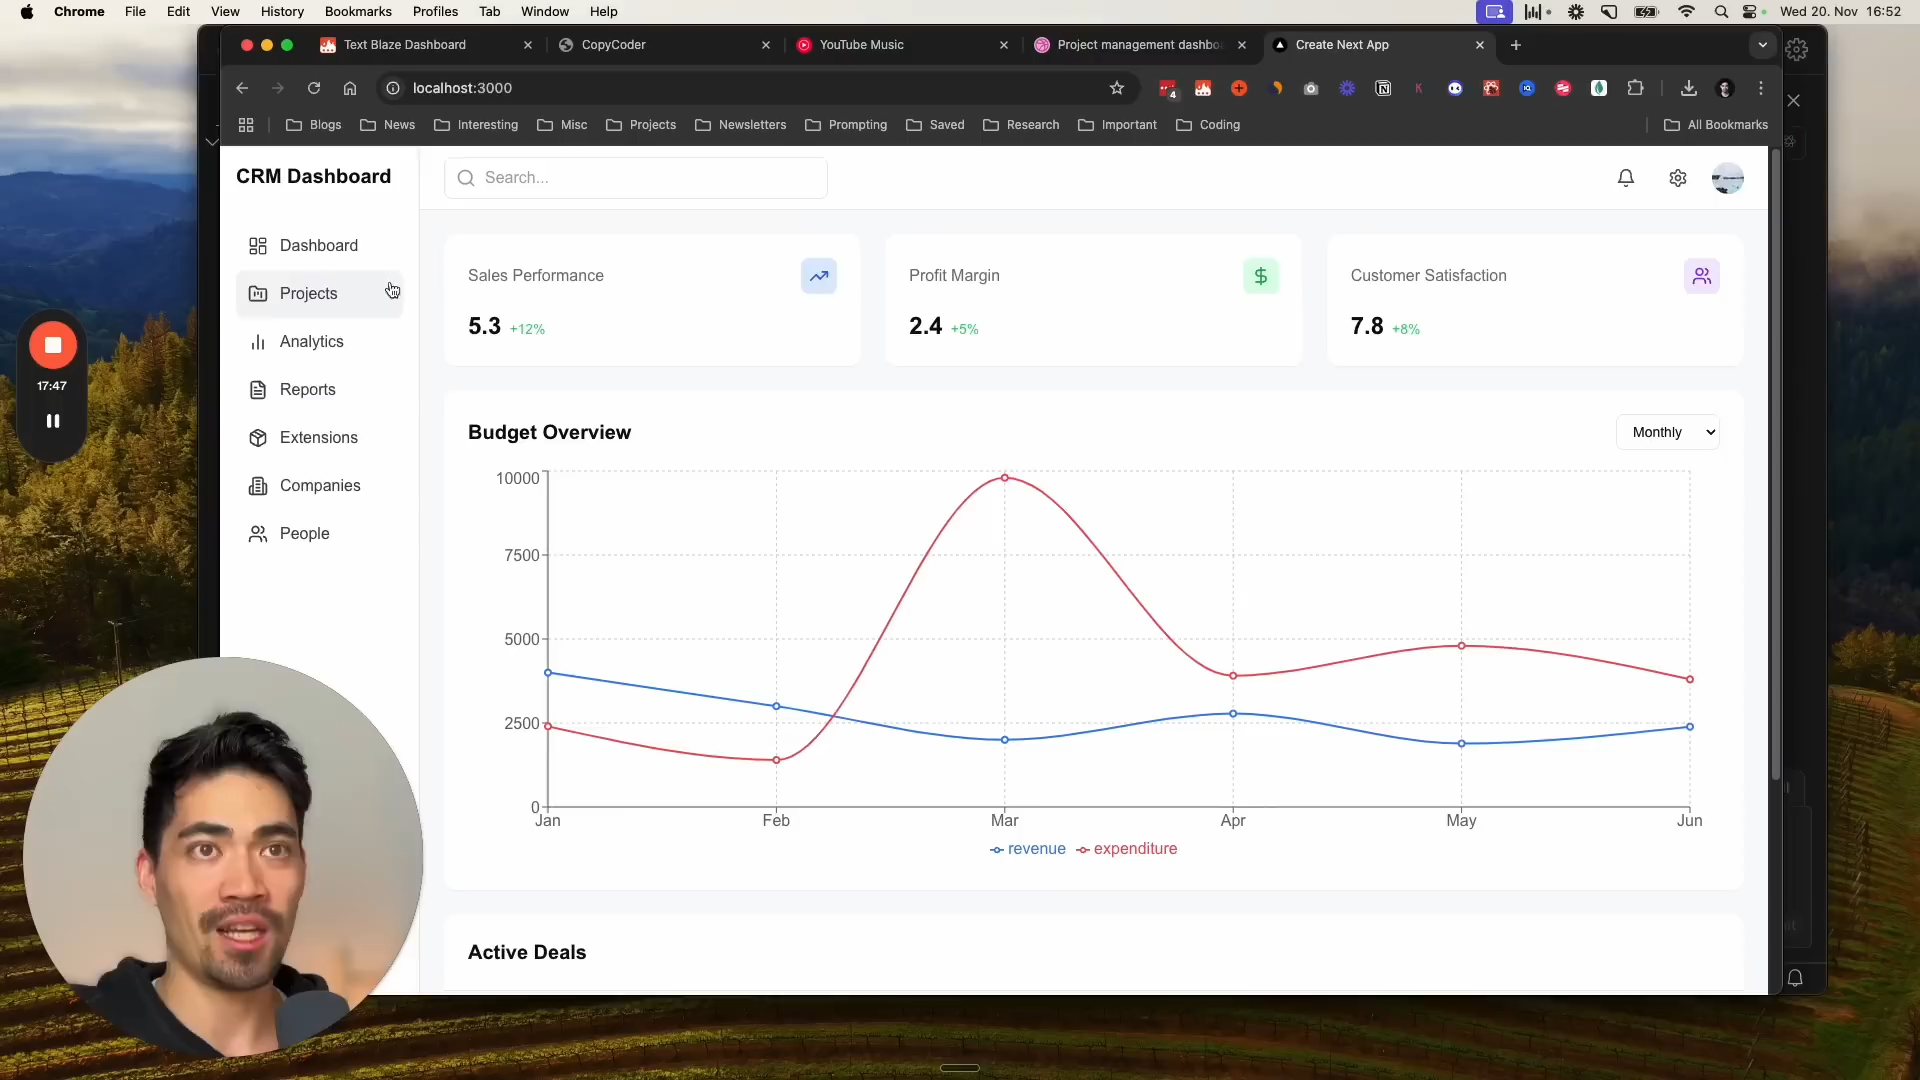 Chrome File Edit View History Bookmarks Profiles Tab Window Help Wed 20. Nov 16:52
Text Blaze Dashboard CopyCoder YouTube Music Project management dashbo Create Next App
localhost:3000
4
Blogs News Interesting Misc Projects Newsletters Prompting Saved Research Important Coding All Bookmarks
CRM Dashboard
Search...
Dashboard
Projects
Analytics
Reports
Extensions
Companies
People
17:47
Sales Performance
5.3 +12%
Profit Margin
2.4 +5%
Customer Satisfaction
7.8 +8%
Budget Overview
Monthly
10000
7500
5000
2500
0
Jan Feb Mar Apr May Jun
revenue expenditure
Active Deals